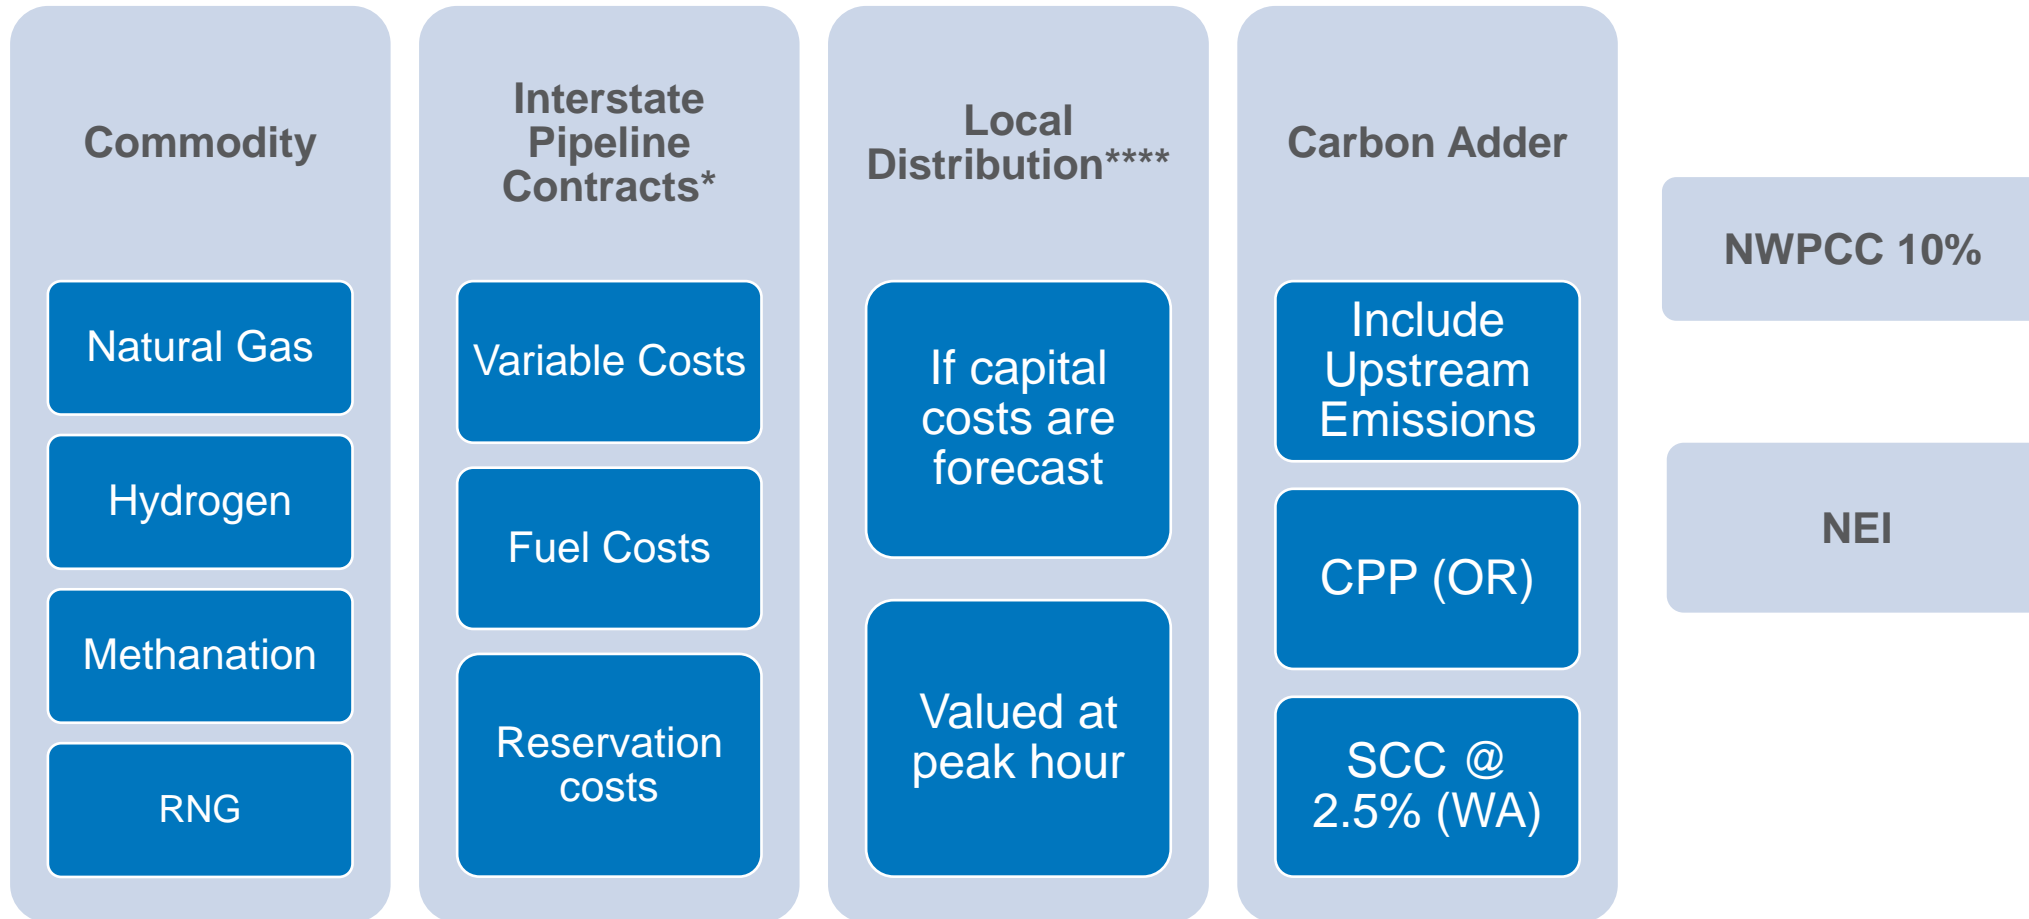 Commodity
Natural Gas
Hydrogen
Methanation
RNG
Interstate
Pipeline
Contracts*
Variable Costs
Fuel Costs
Reservation
costs
Local
Distribution****
If capital
costs are
forecast
Valued at
peak hour
Carbon Adder
Include
Upstream
Emissions
CPP (OR)
SCC @
2.5% (WA)
NWPCC 10%
NEI